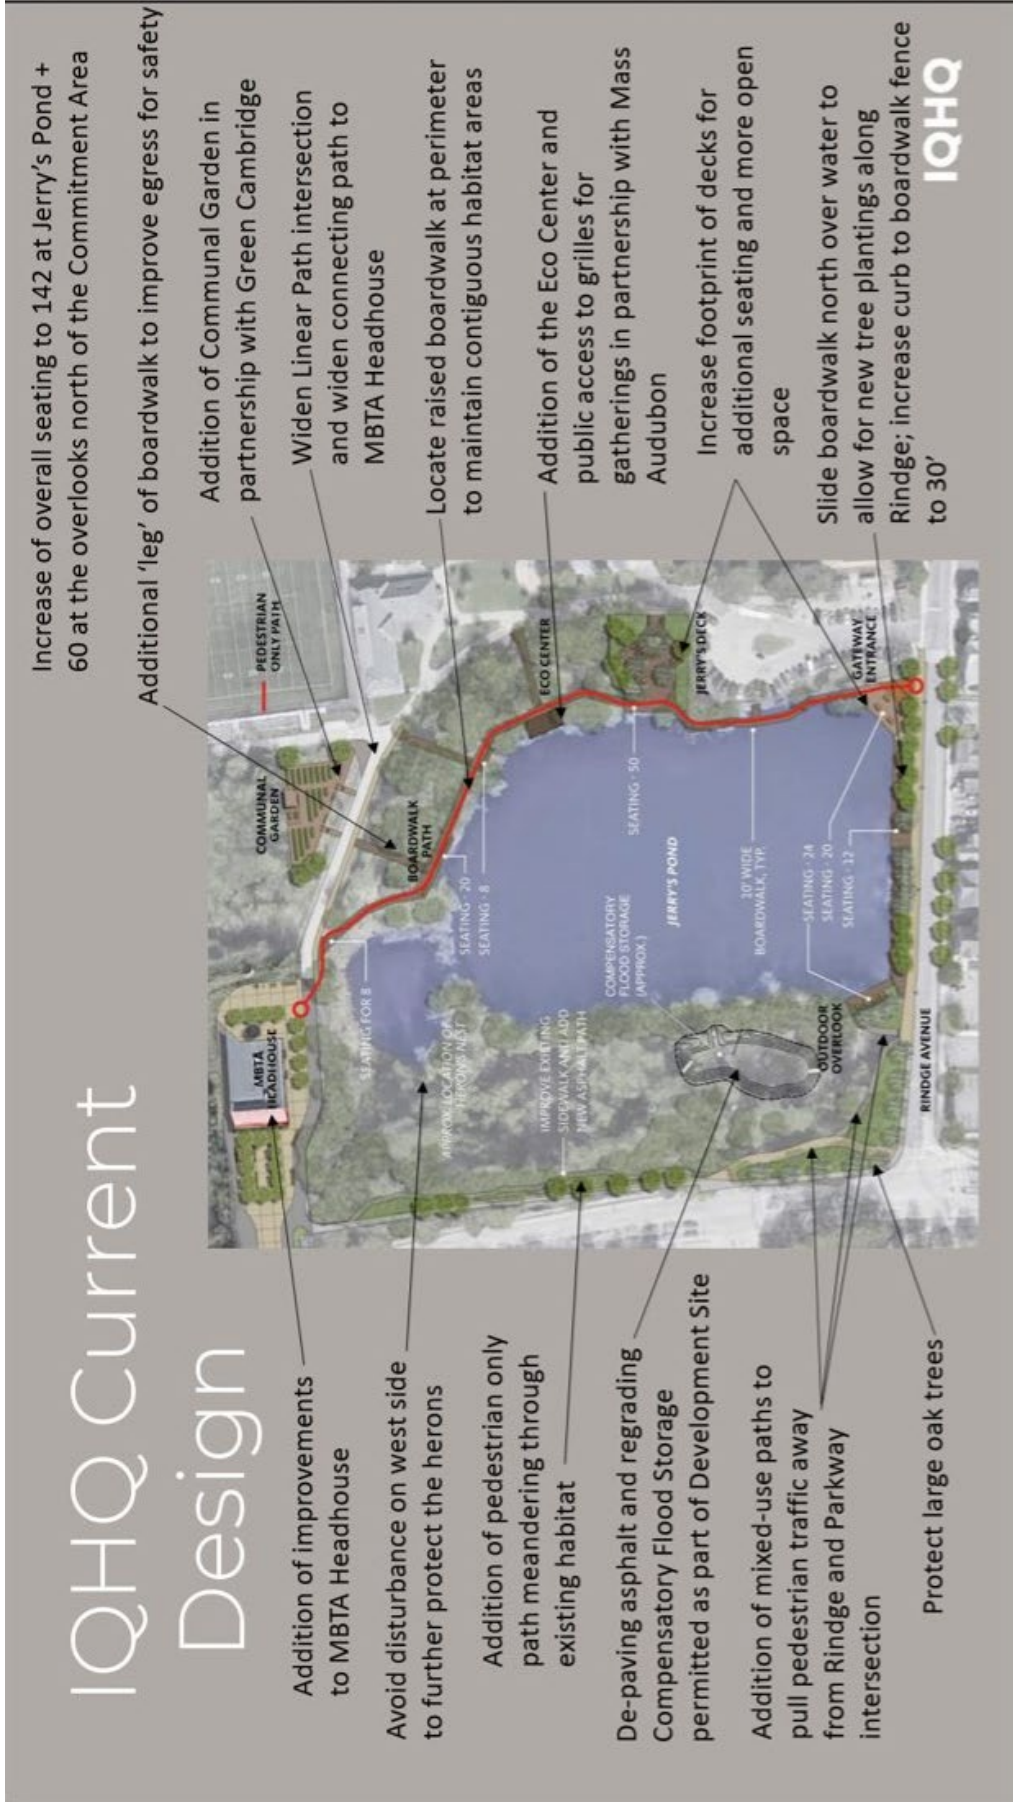 IQHQ Current
Design
Increase of overall seating to 142 at Jerry's Pond +
60 at the overlooks north of the Commitment Area
Additional 'leg' of boardwalk to improve egress for safety
Addition of improvements
to MBTA Headhouse
Avoid disturbance on west side
to further protect the herons
Addition of pedestrian only
path meandering through
existing habitat
De-paving asphalt and regrading
Compensatory Flood Storage
permitted as part of Development Site
Addition of mixed-use paths to
pull pedestrian traffic away
from Rindge and Parkway
intersection
Protect large oak trees
MBTA
HEADHOUSE
COMMUNAL
GARDEN
PEDESTRIAN
ONLY PATH
SEATING FOR 8
BOARDWALK
PATH
APPROX. LOCATION OF
HERONS NEST
SEATING - 20
SEATING - 8
ECO CENTER
IMPROVE EXISTING
SIDEWALK AND ADD
NEW ASPHALT PATH
COMPENSATORY
FLOOD STORAGE
(APPROX.)
SEATING - 50
JERRY'S POND
JERRY'S DECK
10' WIDE
BOARDWALK, TYP.
SEATING - 24
SEATING - 20
SEATING - 12
OUTDOOR
OVERLOOK
GATEWAY
ENTRANCE
RINDGE AVENUE
Addition of Communal Garden in
partnership with Green Cambridge
Widen Linear Path intersection
and widen connecting path to
MBTA Headhouse
Locate raised boardwalk at perimeter
to maintain contiguous habitat areas
Addition of the Eco Center and
public access to grilles for
gatherings in partnership with Mass
Audubon
Increase footprint of decks for
additional seating and more open
space
Slide boardwalk north over water to
allow for new tree plantings along
Rindge; increase curb to boardwalk fence
to 30'
IQHQ